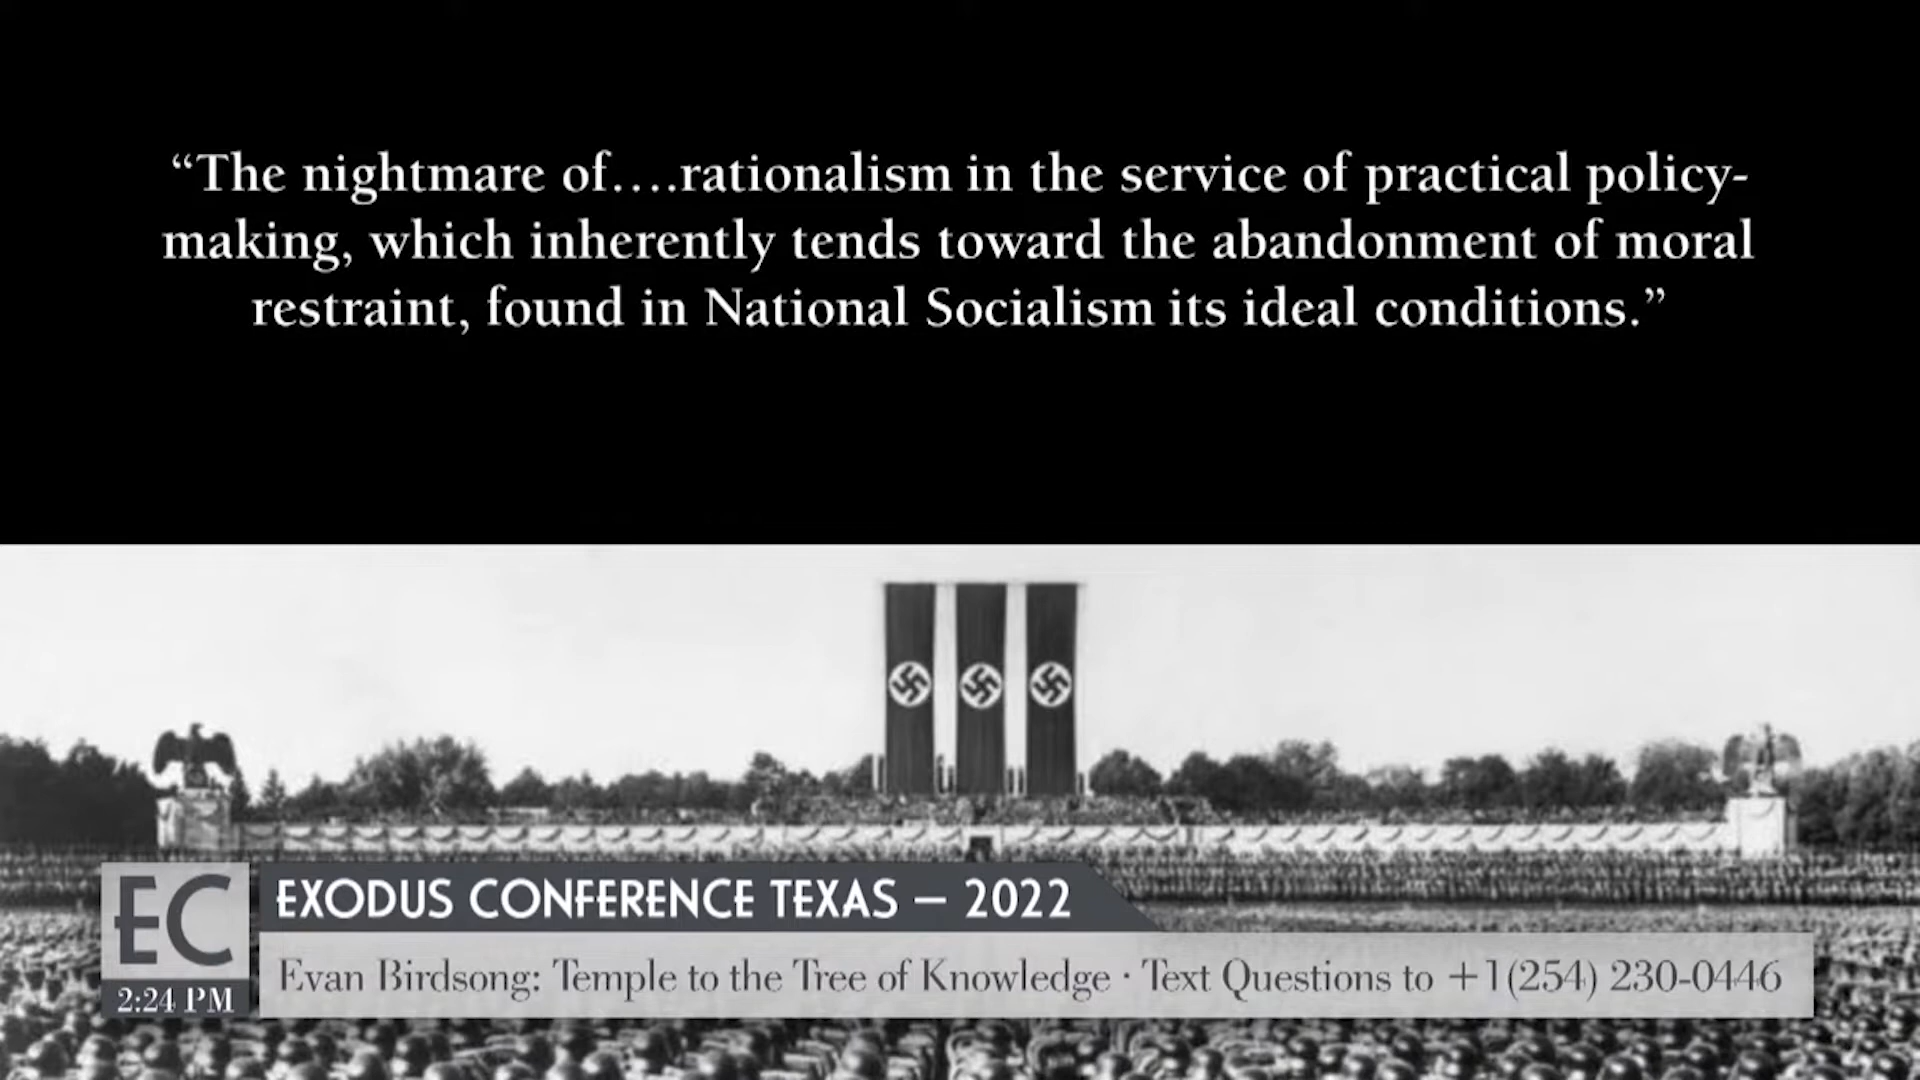 “The nightmare of….rationalism in the service of practical policy-
making, which inherently tends toward the abandonment of moral
restraint, found in National Socialism its ideal conditions.”
EC
EXODUS CONFERENCE TEXAS – 2022
Evan Birdsong: Temple to the Tree of Knowledge · Text Questions to +1(254) 230-0446
2:24 PM